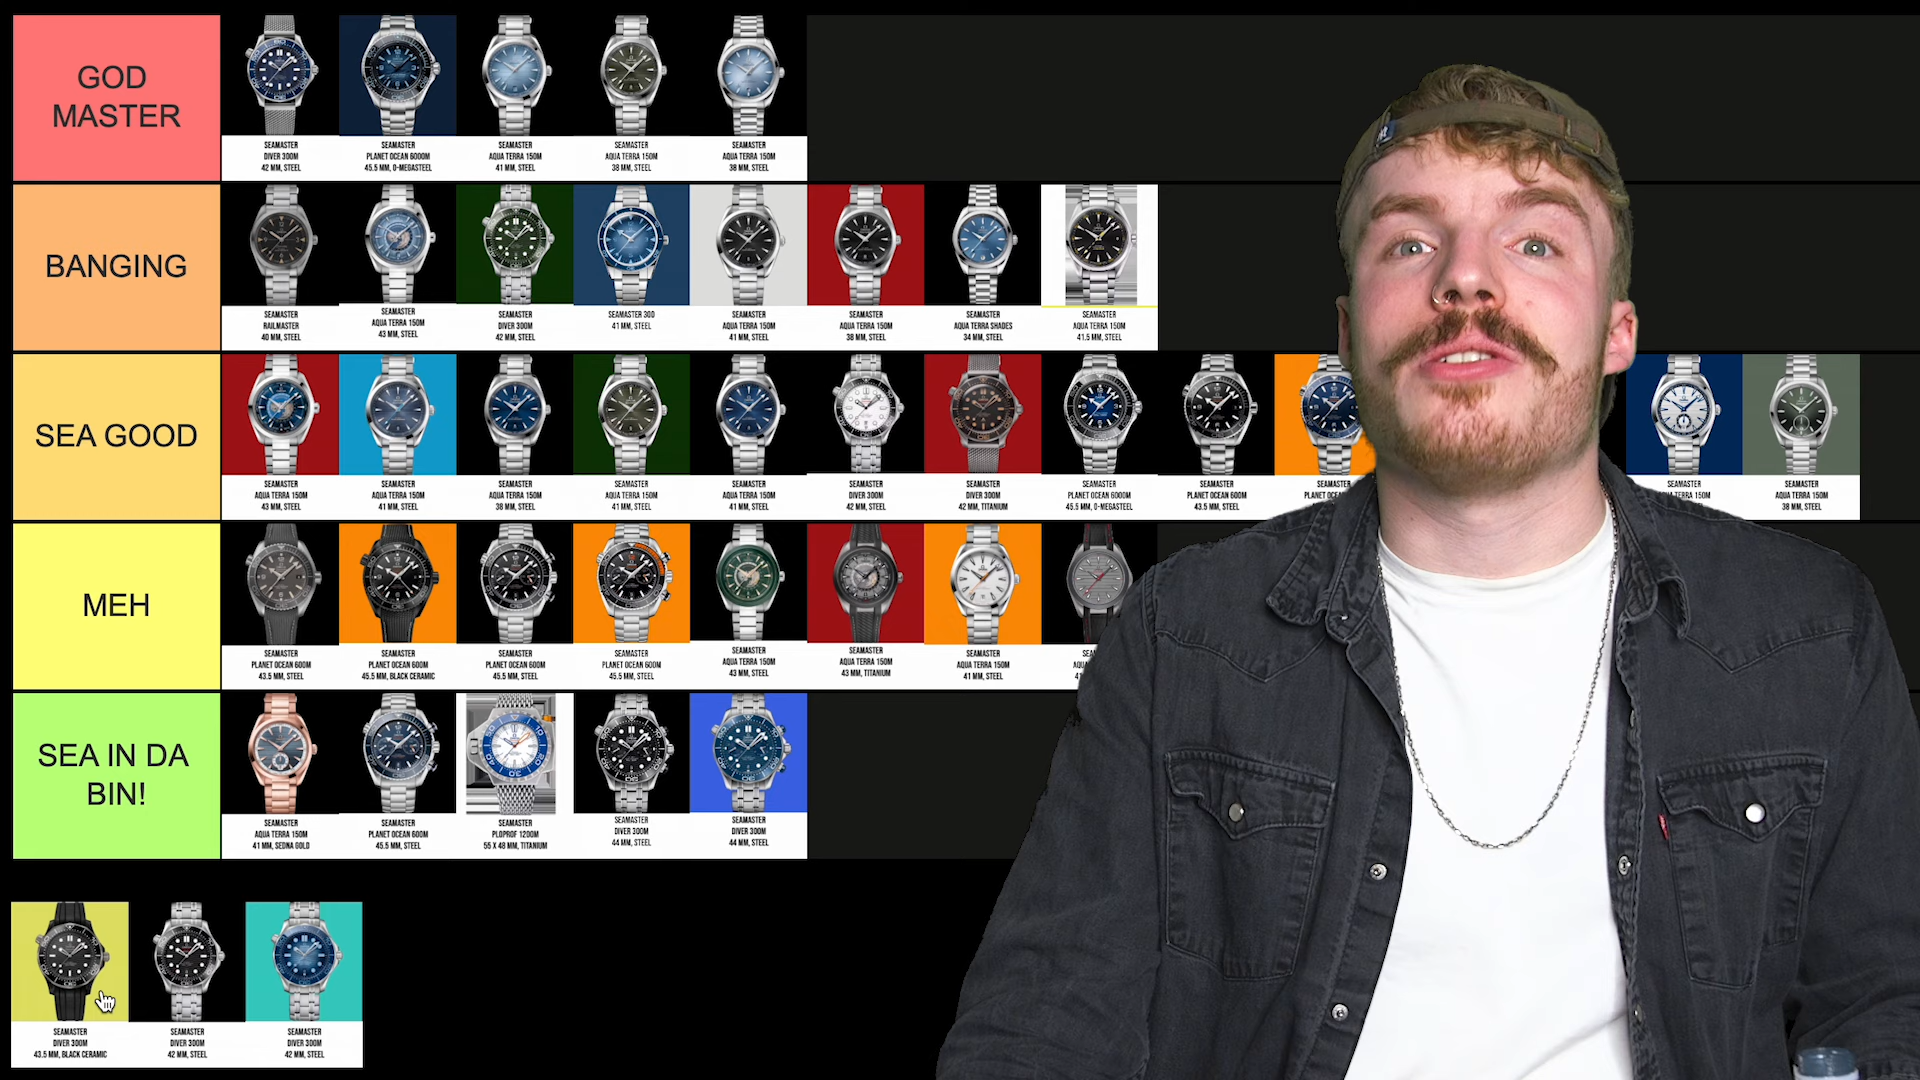 GOD
MASTER
SEAMASTER
DIVER 300M
42 MM, STEEL
SEAMASTER
PLANET OCEAN 6000M
45.5 MM, O-MEGASTEEL
SEAMASTER
AQUA TERRA 150M
41 MM, STEEL
SEAMASTER
AQUA TERRA 150M
38 MM, STEEL
SEAMASTER
AQUA TERRA 150M
38 MM, STEEL
BANGING
SEAMASTER
RAILMASTER
40 MM, STEEL
SEAMASTER
AQUA TERRA 150M
43 MM, STEEL
SEAMASTER
DIVER 300M
42 MM, STEEL
SEAMASTER 300
41 MM, STEEL
SEAMASTER
AQUA TERRA 150M
41 MM, STEEL
SEAMASTER
AQUA TERRA 150M
38 MM, STEEL
SEAMASTER
AQUA TERRA SHADES
34 MM, STEEL
SEAMASTER
AQUA TERRA 150M
41.5 MM, STEEL
SEA GOOD
SEAMASTER
AQUA TERRA 150M
43 MM, STEEL
SEAMASTER
AQUA TERRA 150M
41 MM, STEEL
SEAMASTER
AQUA TERRA 150M
38 MM, STEEL
SEAMASTER
AQUA TERRA 150M
41 MM, STEEL
SEAMASTER
AQUA TERRA 150M
41 MM, STEEL
SEAMASTER
DIVER 300M
42 MM, STEEL
SEAMASTER
DIVER 300M
42 MM, TITANIUM
SEAMASTER
PLANET OCEAN 6000M
45.5 MM, O-MEGASTEEL
SEAMASTER
PLANET OCEAN 600M
43.5 MM, STEEL
SEAMASTER
PLANET OCE
TERRA 150M
MM, STEEL
SEAMASTER
AQUA TERRA 150M
38 MM, STEEL
MEH
SEAMASTER
PLANET OCEAN 600M
43.5 MM, STEEL
SEAMASTER
PLANET OCEAN 600M
45.5 MM, BLACK CERAMIC
SEAMASTER
PLANET OCEAN 600M
45.5 MM, STEEL
SEAMASTER
PLANET OCEAN 600M
45.5 MM, STEEL
SEAMASTER
AQUA TERRA 150M
43 MM, STEEL
SEAMASTER
AQUA TERRA 150M
43 MM, TITANIUM
SEAMASTER
AQUA TERRA 150M
41 MM, STEEL
SEA IN DA
BIN!
SEAMASTER
AQUA TERRA 150M
41 MM, SEDNA GOLD
SEAMASTER
PLANET OCEAN 600M
45.5 MM, STEEL
SEAMASTER
PLOPROF 1200M
55 X 48 MM, TITANIUM
SEAMASTER
DIVER 300M
44 MM, STEEL
SEAMASTER
DIVER 300M
44 MM, STEEL
SEAMASTER
DIVER 300M
43.5 MM, BLACK CERAMIC
SEAMASTER
DIVER 300M
42 MM, STEEL
SEAMASTER
DIVER 300M
42 MM, STEEL